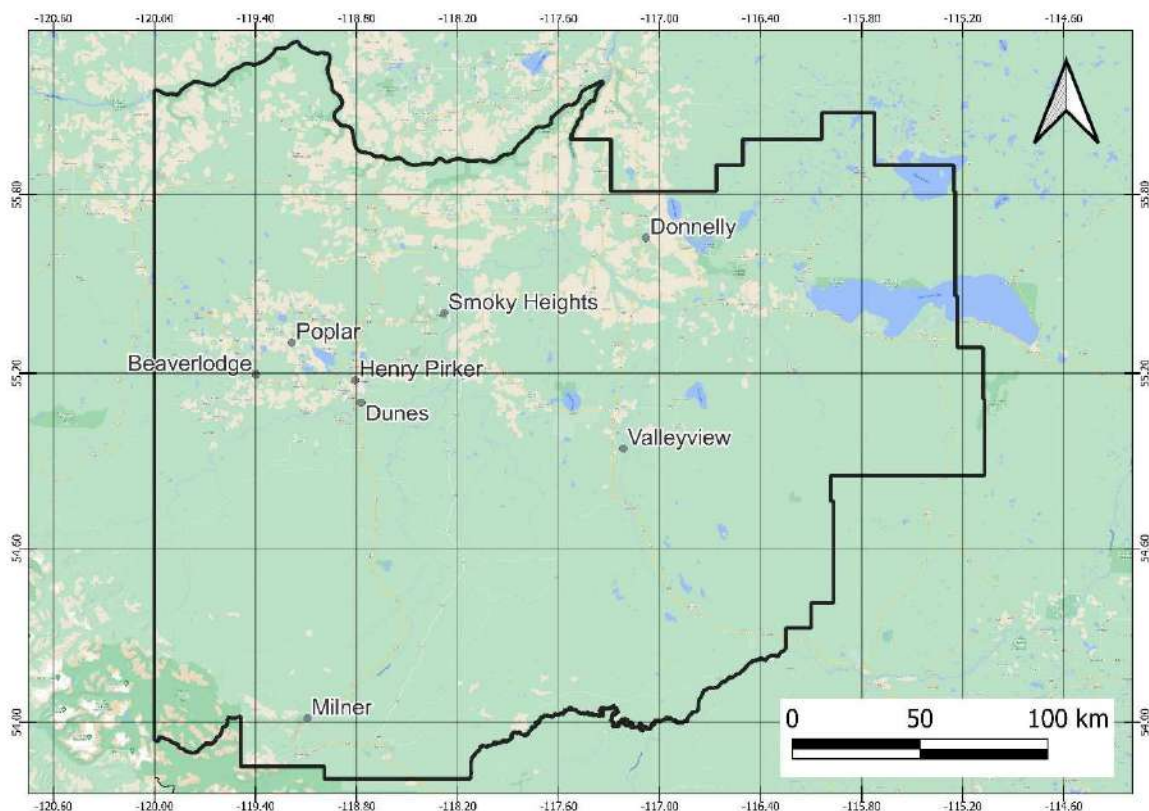 -120.60 -120.00 -119.40 -118.80 -118.20 -117.60 -117.00 -116.40 -115.80 -115.20 -114.60
55.80 55.80
Donnelly
Smoky Heights
Poplar
Beaverlodge
Henry Pirker
55.20 55.20
Dunes
Valleyview
54.60 54.60
Milner
54.00 54.00
0 50 100 km
-120.60 -120.00 -119.40 -118.80 -118.20 -117.60 -117.00 -116.40 -115.80 -115.20 -114.60